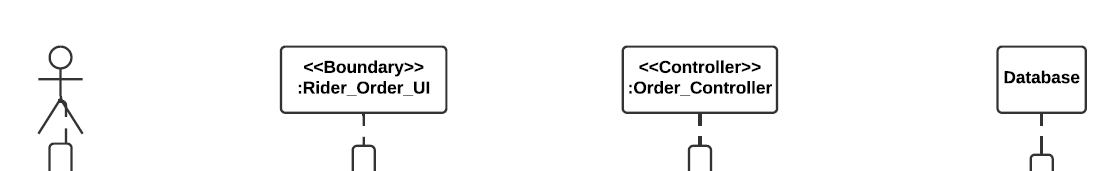 <<Boundary>>
:Rider_Order_UI
<<Controller>>
:Order_Controller
Database